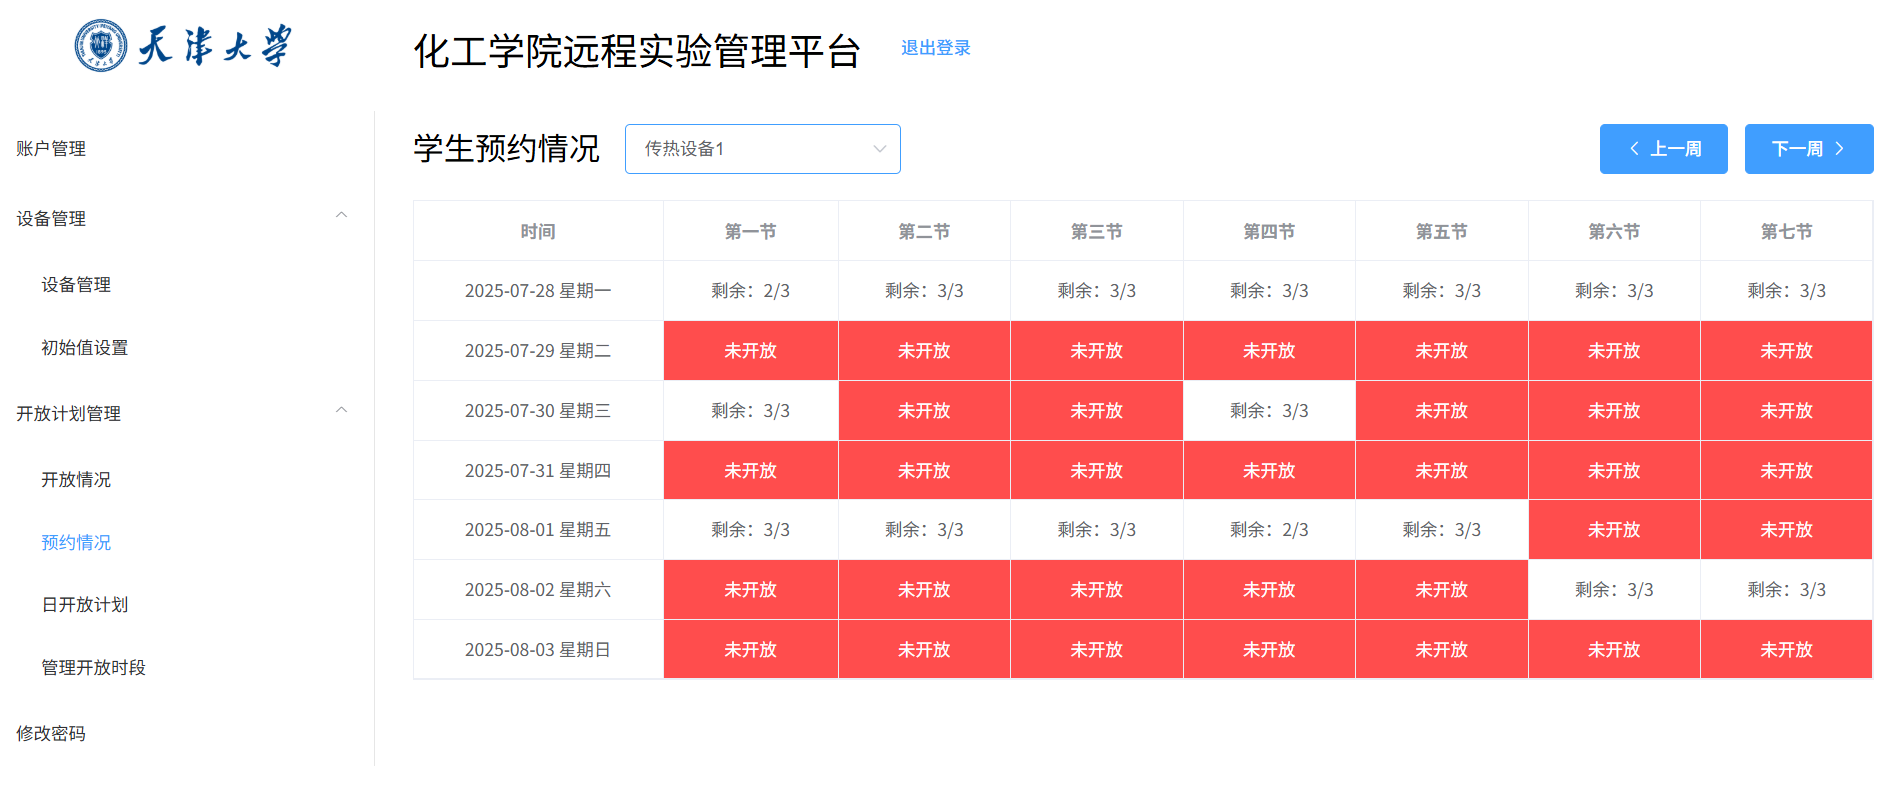 天津大学
化工学院远程实验管理平台
退出登录
账户管理
设备管理
设备管理
初始值设置
开放计划管理
开放情况
预约情况
日开放计划
管理开放时段
修改密码
学生预约情况
传热设备1
上一周
下一周
时间 第一节 第二节 第三节 第四节 第五节 第六节 第七节
2025-07-28 星期一 剩余：2/3 剩余：3/3 剩余：3/3 剩余：3/3 剩余：3/3 剩余：3/3 剩余：3/3
2025-07-29 星期二 未开放 未开放 未开放 未开放 未开放 未开放 未开放
2025-07-30 星期三 剩余：3/3 未开放 未开放 剩余：3/3 未开放 未开放 未开放
2025-07-31 星期四 未开放 未开放 未开放 未开放 未开放 未开放 未开放
2025-08-01 星期五 剩余：3/3 剩余：3/3 剩余：3/3 剩余：2/3 剩余：3/3 未开放 未开放
2025-08-02 星期六 未开放 未开放 未开放 未开放 未开放 剩余：3/3 剩余：3/3
2025-08-03 星期日 未开放 未开放 未开放 未开放 未开放 未开放 未开放